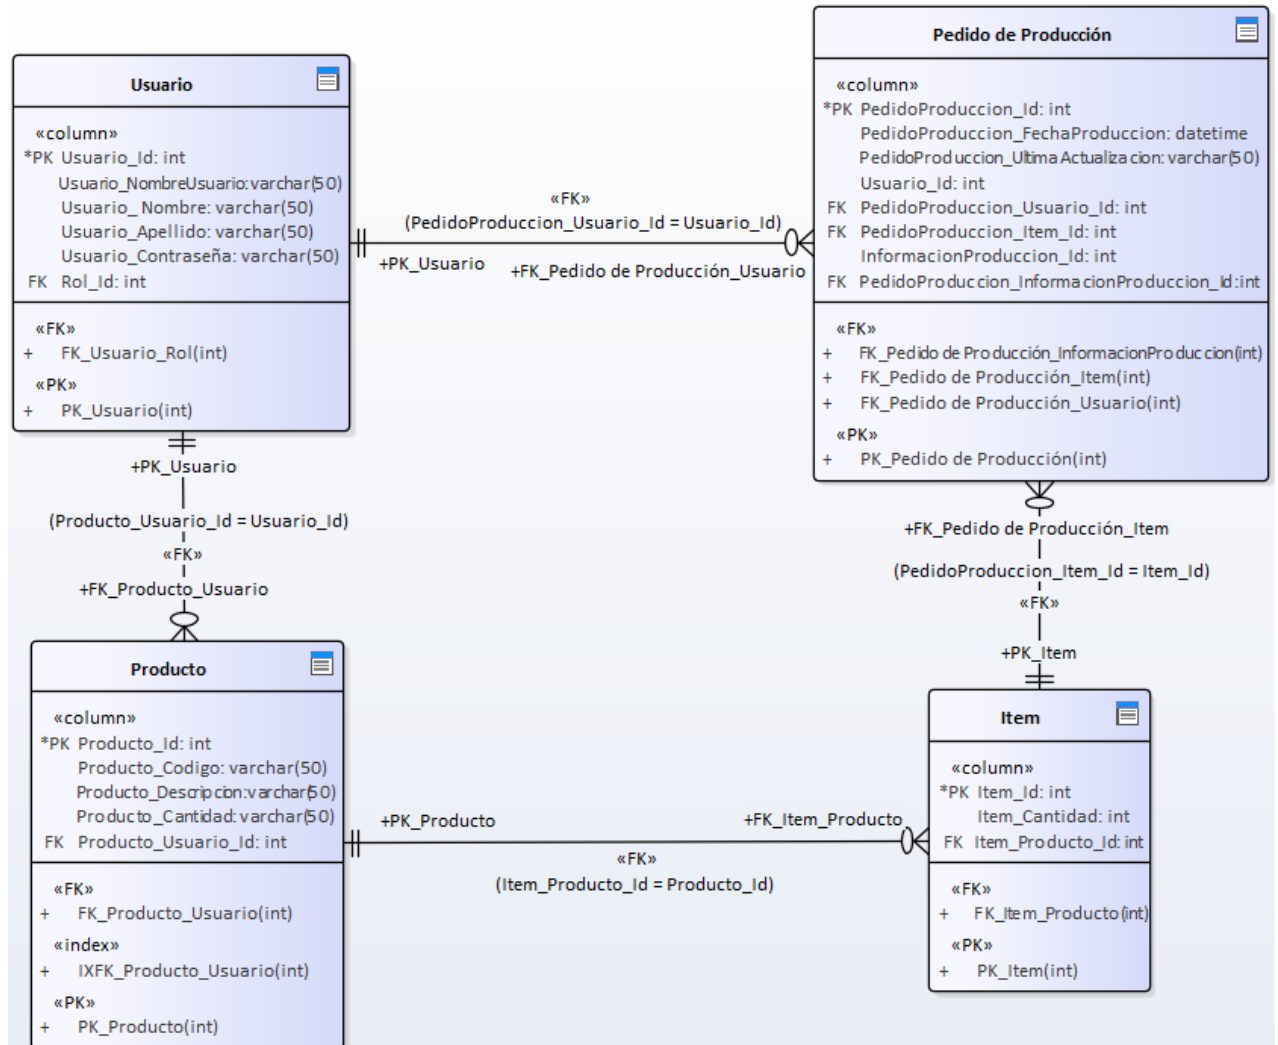 Usuario
«column»
*PK Usuario_Id: int
Usuario_NombreUsuario:varchar(50)
Usuario_ Nombre: varchar(50)
Usuario_Apellido: varchar(50)
Usuario_Contraseña: varchar(50)
FK Rol_Id: int
«FK»
+ FK_Usuario_Rol(int)
«PK»
+ PK_Usuario(int)
Pedido de Producción
«column»
*PK PedidoProduccion_Id: int
PedidoProduccion_FechaProduccion: datetime
PedidoProduccion_UltimaActualizacion: varchar(50)
Usuario_Id: int
FK PedidoProduccion_Usuario_Id: int
FK PedidoProduccion_Item_Id: int
InformacionProduccion_Id: int
FK PedidoProduccion_InformacionProduccion_Id:int
«FK»
+ FK_Pedido de Producción_InformacionProduccion(int)
+ FK_Pedido de Producción_Item(int)
+ FK_Pedido de Producción_Usuario(int)
«PK»
+ PK_Pedido de Producción(int)
«FK»
(PedidoProduccion_Usuario_Id = Usuario_Id)
+PK_Usuario
+FK_Pedido de Producción_Usuario
+PK_Usuario
(Producto_Usuario_Id = Usuario_Id)
«FK»
+FK_Producto_Usuario
+FK_Pedido de Producción_Item
(PedidoProduccion_Item_Id = Item_Id)
«FK»
+PK_Item
Producto
«column»
*PK Producto_Id: int
Producto_Codigo: varchar(50)
Producto_Descripcion:varchar(50)
Producto_Cantidad: varchar(50)
FK Producto_Usuario_Id: int
«FK»
+ FK_Producto_Usuario(int)
«index»
+ IXFK_Producto_Usuario(int)
«PK»
+ PK_Producto(int)
+PK_Producto
+FK_Item_Producto
«FK»
(Item_Producto_Id = Producto_Id)
Item
«column»
*PK Item_Id: int
Item_Cantidad: int
FK Item_Producto_Id: int
«FK»
+ FK_Item_Producto(int)
«PK»
+ PK_Item(int)